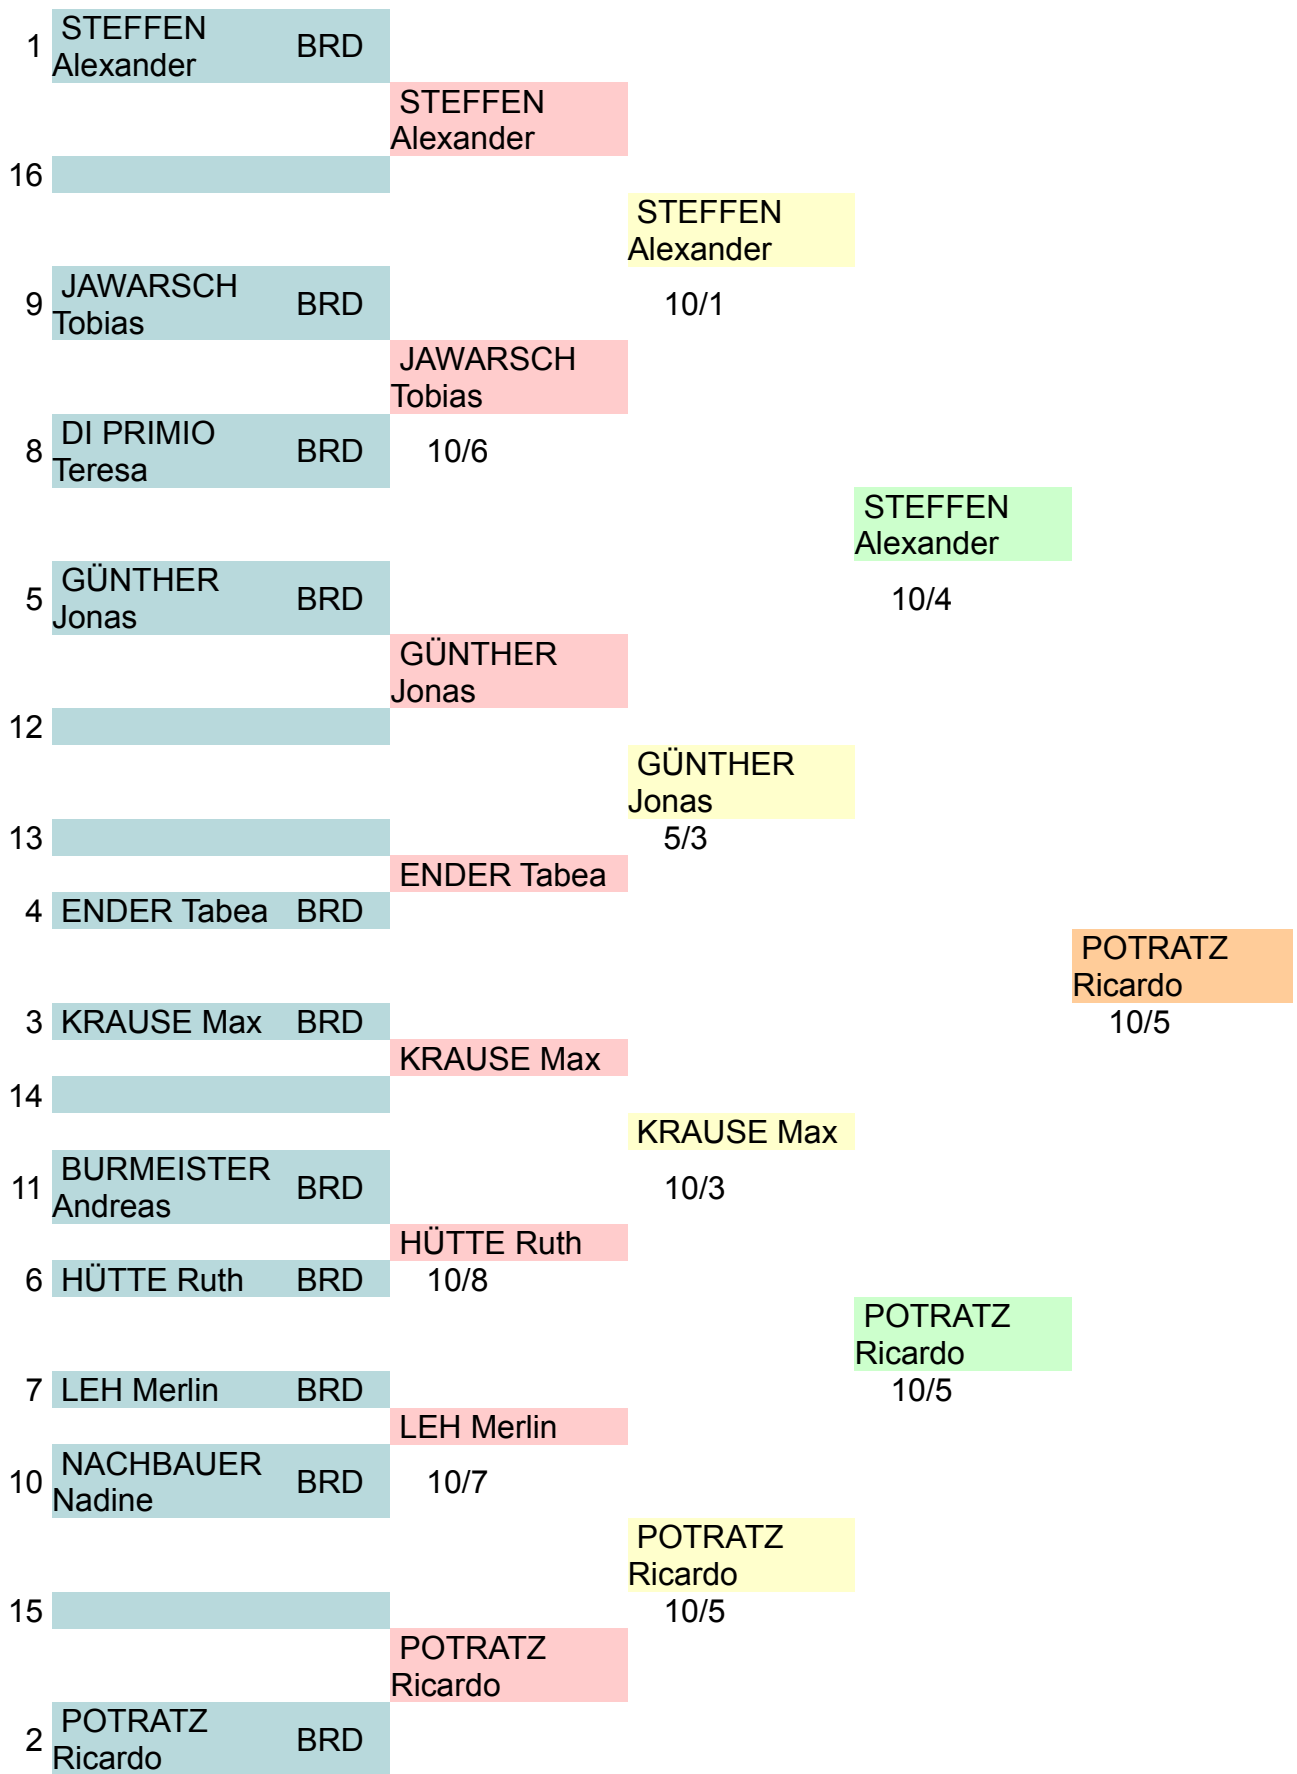 STEFFEN
1 BRD
Alexander
STEFFEN
Alexander
16
STEFFEN
Alexander
JAWARSCH
9 BRD 10/1
Tobias
JAWARSCH
Tobias
DI PRIMIO
8 BRD 10/6
Teresa
STEFFEN
Alexander
GÜNTHER
5 BRD 10/4
Jonas
GÜNTHER
Jonas
12
GÜNTHER
Jonas
13 5/3
ENDER Tabea
4 ENDER Tabea BRD
POTRATZ
Ricardo
3 KRAUSE Max BRD 10/5
KRAUSE Max
14
KRAUSE Max
BURMEISTER
11 BRD 10/3
Andreas
HÜTTE Ruth
6 HÜTTE Ruth BRD 10/8
POTRATZ
Ricardo
7 LEH Merlin BRD 10/5
LEH Merlin
NACHBAUER
10 BRD 10/7
Nadine
POTRATZ
Ricardo
15 10/5
POTRATZ
Ricardo
POTRATZ
2 BRD
Ricardo